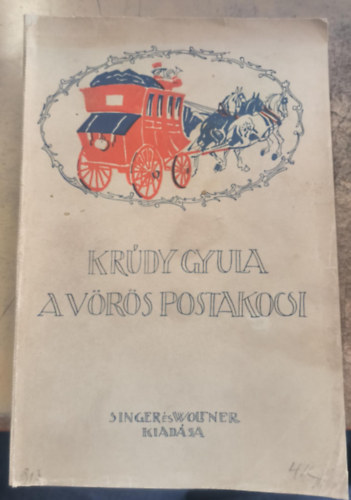 KRÚDY GYULA
A VÖRÖS POSTAKOCSI
SINGER ÉS WOLFNER
KIADÁSA